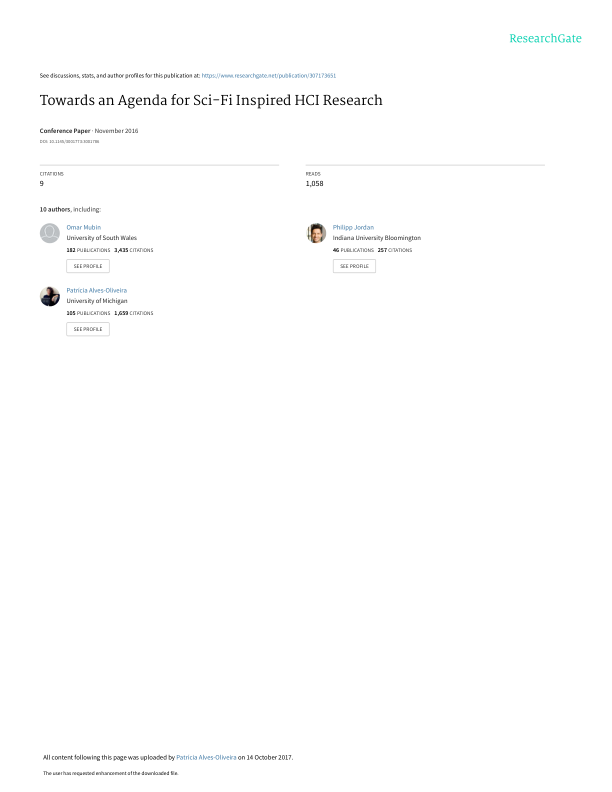 ResearchGate
See discussions, stats, and author profiles for this publication at: https://www.researchgate.net/publication/307173651
Towards an Agenda for Sci-Fi Inspired HCI Research
Conference Paper · November 2016
CITATIONS
9
READS
1,058
10 authors, including:
Omar Mubin
University of South Wales
182 PUBLICATIONS 3,435 CITATIONS
SEE PROFILE
Philipp Jordan
Indiana University Bloomington
46 PUBLICATIONS 257 CITATIONS
SEE PROFILE
Patricia Alves-Oliveira
University of Michigan
105 PUBLICATIONS 1,659 CITATIONS
SEE PROFILE
All content following this page was uploaded by Patricia Alves-Oliveira on 14 October 2017.
The user has requested enhancement of the downloaded file.